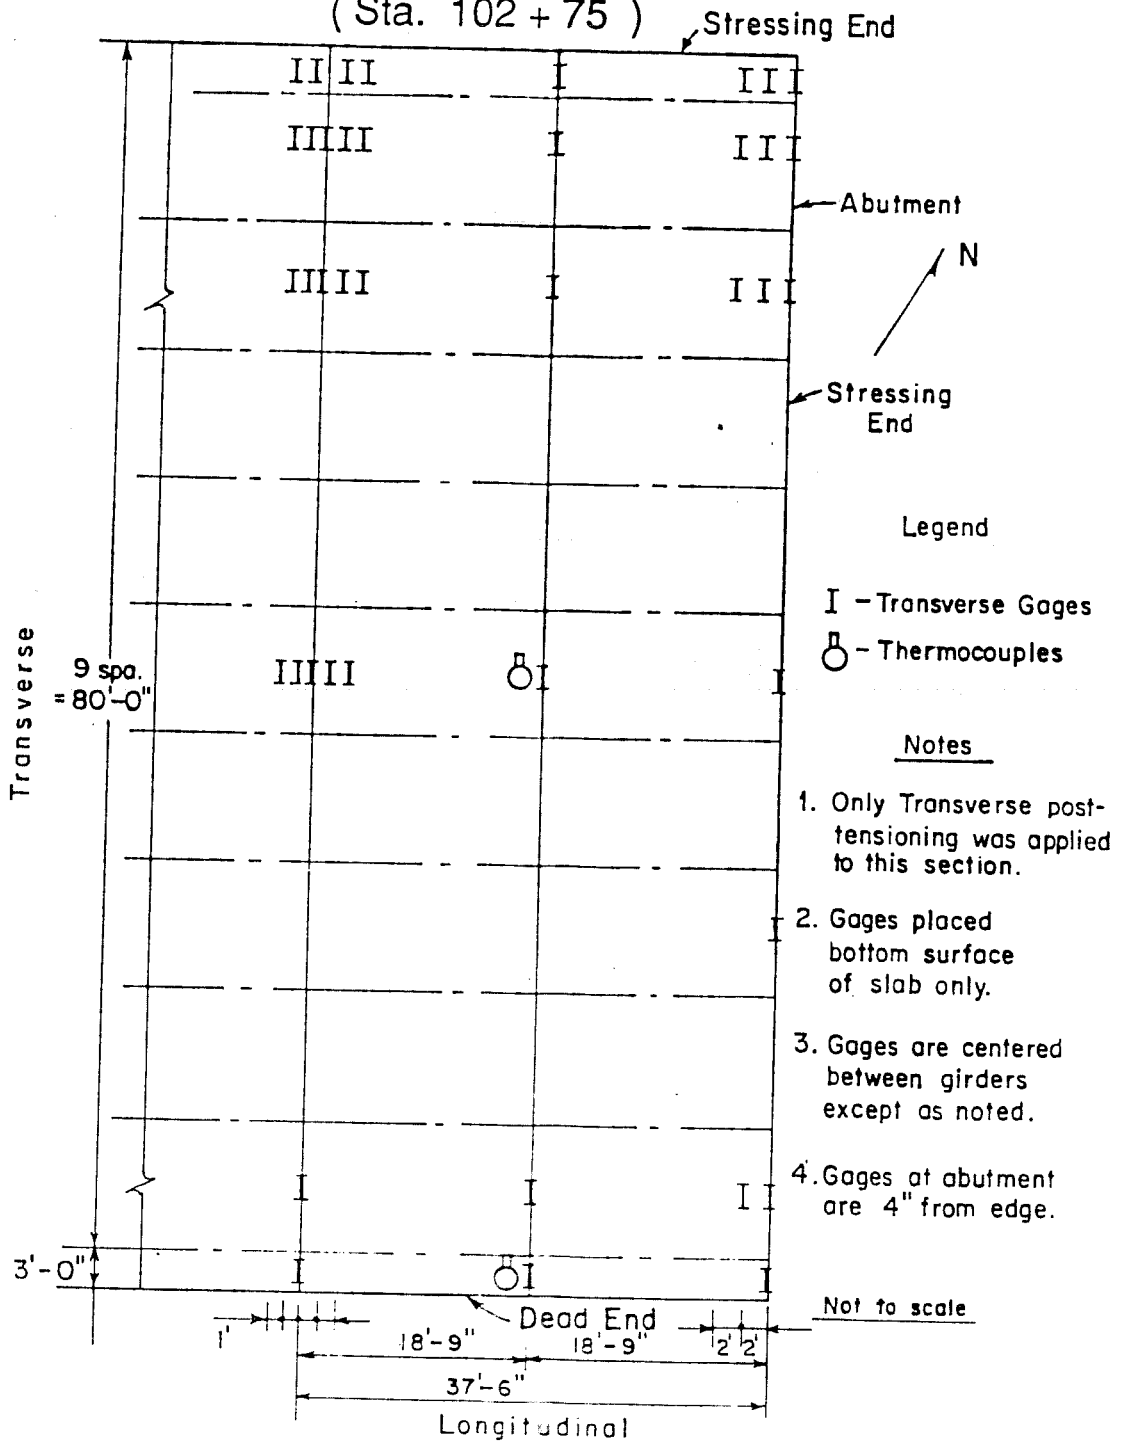 ( Sta. 102 + 75 )
Stressing End
Abutment
N
Stressing
End
Legend
I - Transverse Gages
- Thermocouples
Transverse
9 spa.
= 80'-0"
Notes
1. Only Transverse post-
tensioning was applied
to this section.
2. Gages placed
bottom surface
of slab only.
3. Gages are centered
between girders
except as noted.
4. Gages at abutment
are 4" from edge.
3'-0"
Not to scale
Dead End
1'
18'-9"
18'-9"
2' 2'
37'-6"
Longitudinal